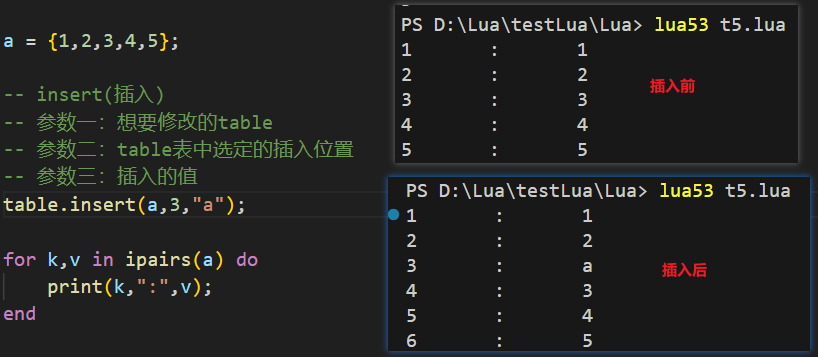 a = {1,2,3,4,5};
-- insert(插入)
-- 参数一: 想要修改的table
-- 参数二: table表中选定的插入位置
-- 参数三: 插入的值
table.insert(a,3,"a");
for k,v in ipairs(a) do
    print(k,":",v);
end
PS D:\Lua\testLua\Lua> lua53 t5.lua
1 : 1
2 : 2
3 : 3
4 : 4
5 : 5
插入前
PS D:\Lua\testLua\Lua> lua53 t5.lua
1 : 1
2 : 2
3 : a
4 : 3
5 : 4
6 : 5
插入后